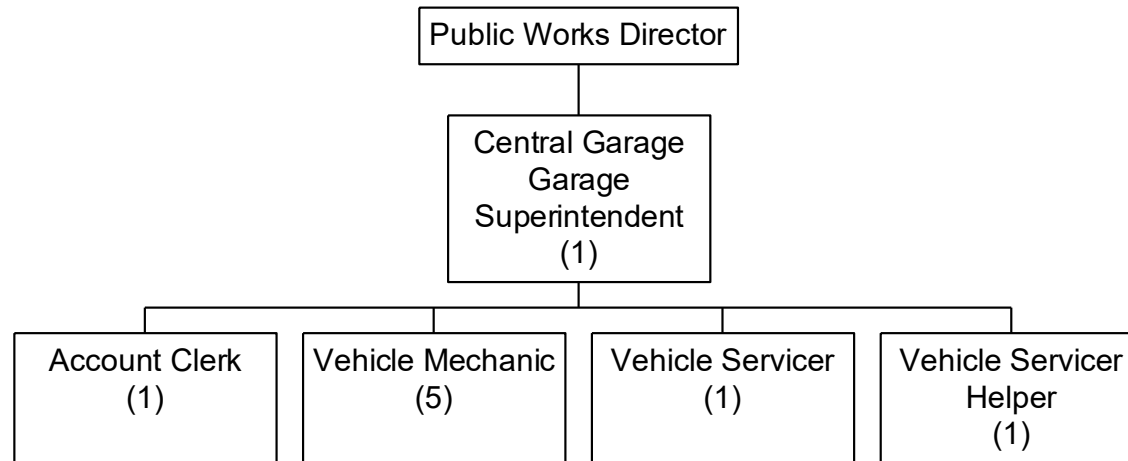 Public Works Director
Central Garage
Garage
Superintendent
(1)
Account Clerk
(1)
Vehicle Mechanic
(5)
Vehicle Servicer
(1)
Vehicle Servicer
Helper
(1)